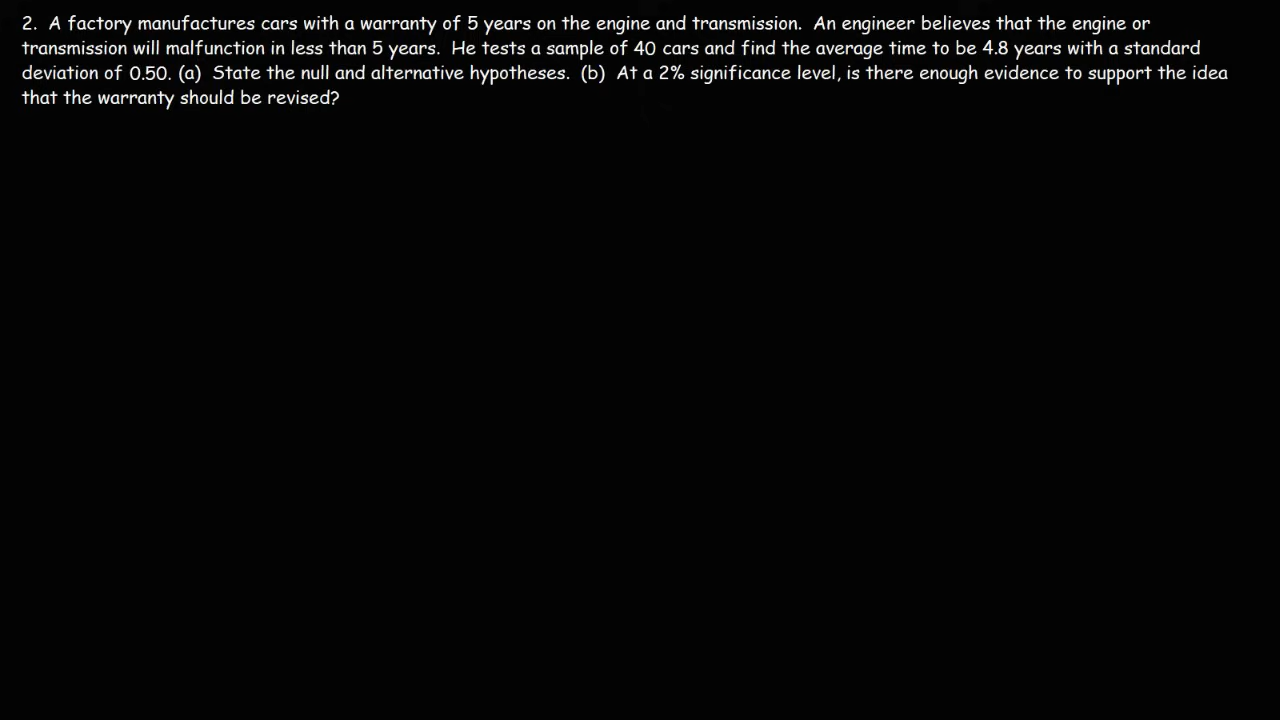 2.  A factory manufactures cars with a warranty of 5 years on the engine and transmission.  An engineer believes that the engine or
transmission will malfunction in less than 5 years.  He tests a sample of 40 cars and find the average time to be 4.8 years with a standard
deviation of 0.50. (a)  State the null and alternative hypotheses.  (b)  At a 2% significance level, is there enough evidence to support the idea
that the warranty should be revised?